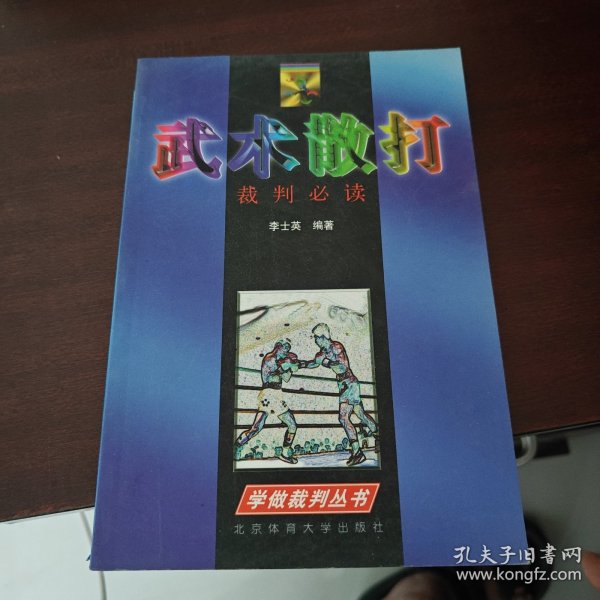 武术散打
裁判必读
李士英 编著
学做裁判丛书
北京体育大学出版社
孔夫子旧书网
www.kongfz.com